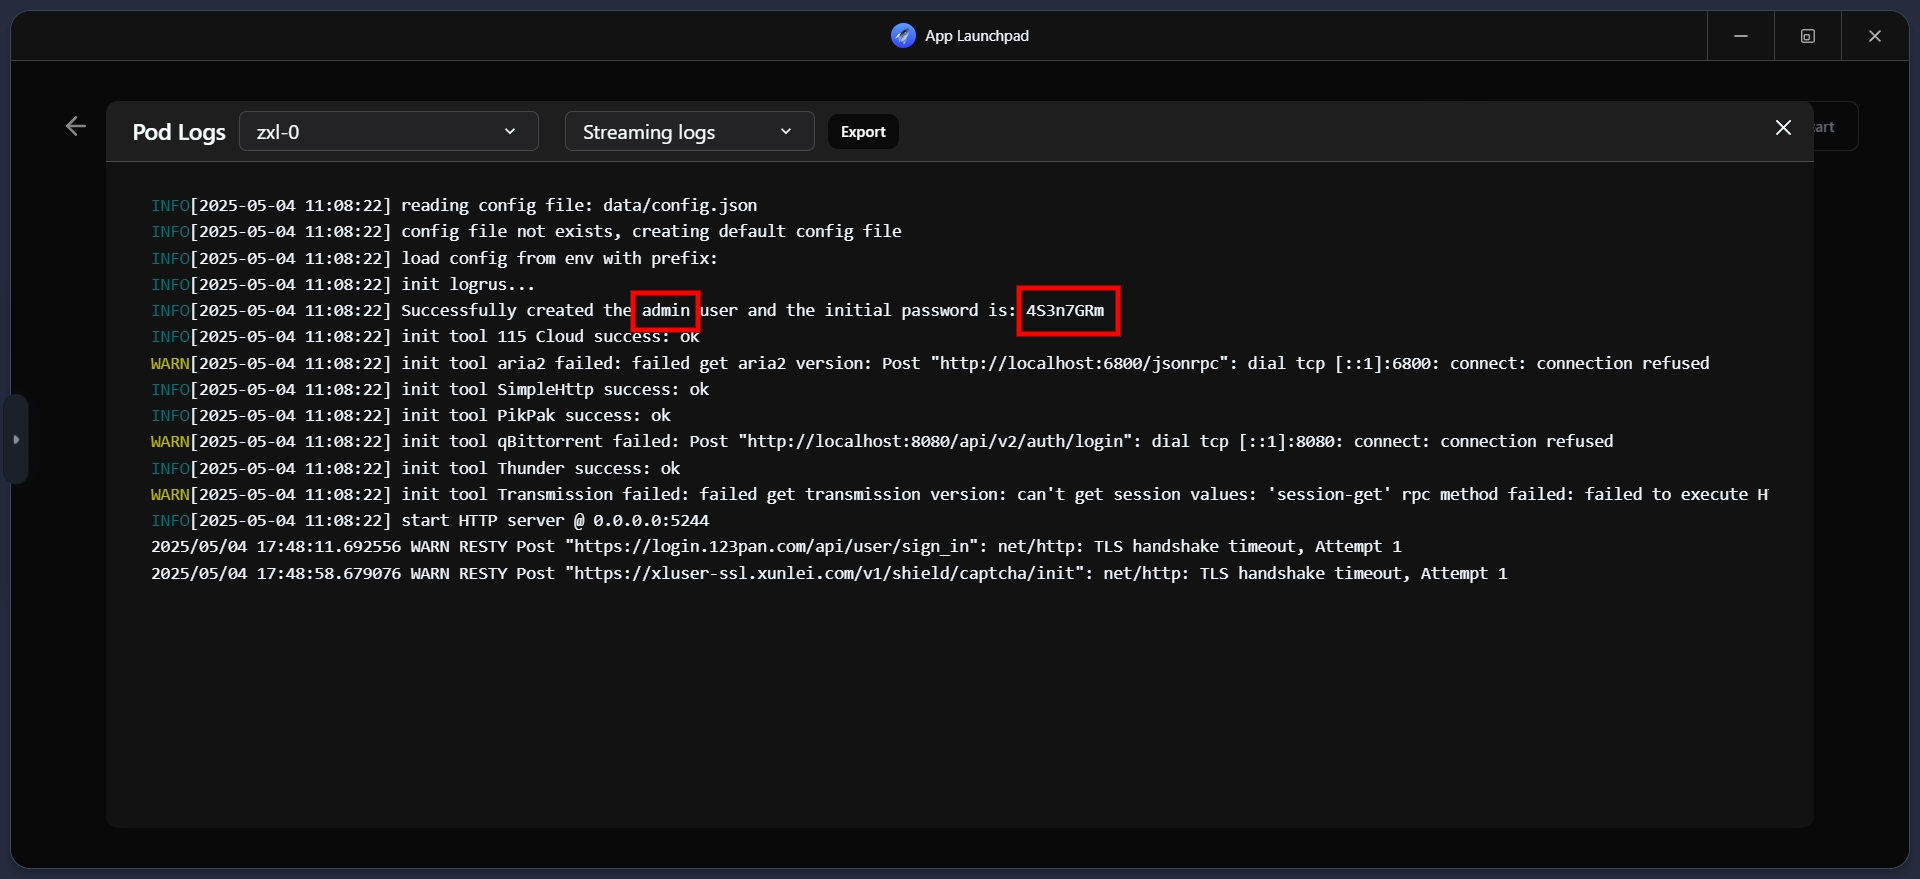 App Launchpad
Pod Logs zxl-0 Streaming logs Export
art
INFO[2025-05-04 11:08:22] reading config file: data/config.json
INFO[2025-05-04 11:08:22] config file not exists, creating default config file
INFO[2025-05-04 11:08:22] load config from env with prefix:
INFO[2025-05-04 11:08:22] init logrus...
INFO[2025-05-04 11:08:22] Successfully created the admin user and the initial password is: 4S3n7GRm
INFO[2025-05-04 11:08:22] init tool 115 Cloud success: ok
WARN[2025-05-04 11:08:22] init tool aria2 failed: failed get aria2 version: Post "http://localhost:6800/jsonrpc": dial tcp [::1]:6800: connect: connection refused
INFO[2025-05-04 11:08:22] init tool SimpleHttp success: ok
INFO[2025-05-04 11:08:22] init tool PikPak success: ok
WARN[2025-05-04 11:08:22] init tool qBittorrent failed: Post "http://localhost:8080/api/v2/auth/login": dial tcp [::1]:8080: connect: connection refused
INFO[2025-05-04 11:08:22] init tool Thunder success: ok
WARN[2025-05-04 11:08:22] init tool Transmission failed: failed get transmission version: can't get session values: 'session-get' rpc method failed: failed to execute H
INFO[2025-05-04 11:08:22] start HTTP server @ 0.0.0.0:5244
2025/05/04 17:48:11.692556 WARN RESTY Post "https://login.123pan.com/api/user/sign_in": net/http: TLS handshake timeout, Attempt 1
2025/05/04 17:48:58.679076 WARN RESTY Post "https://xluser-ssl.xunlei.com/v1/shield/captcha/init": net/http: TLS handshake timeout, Attempt 1